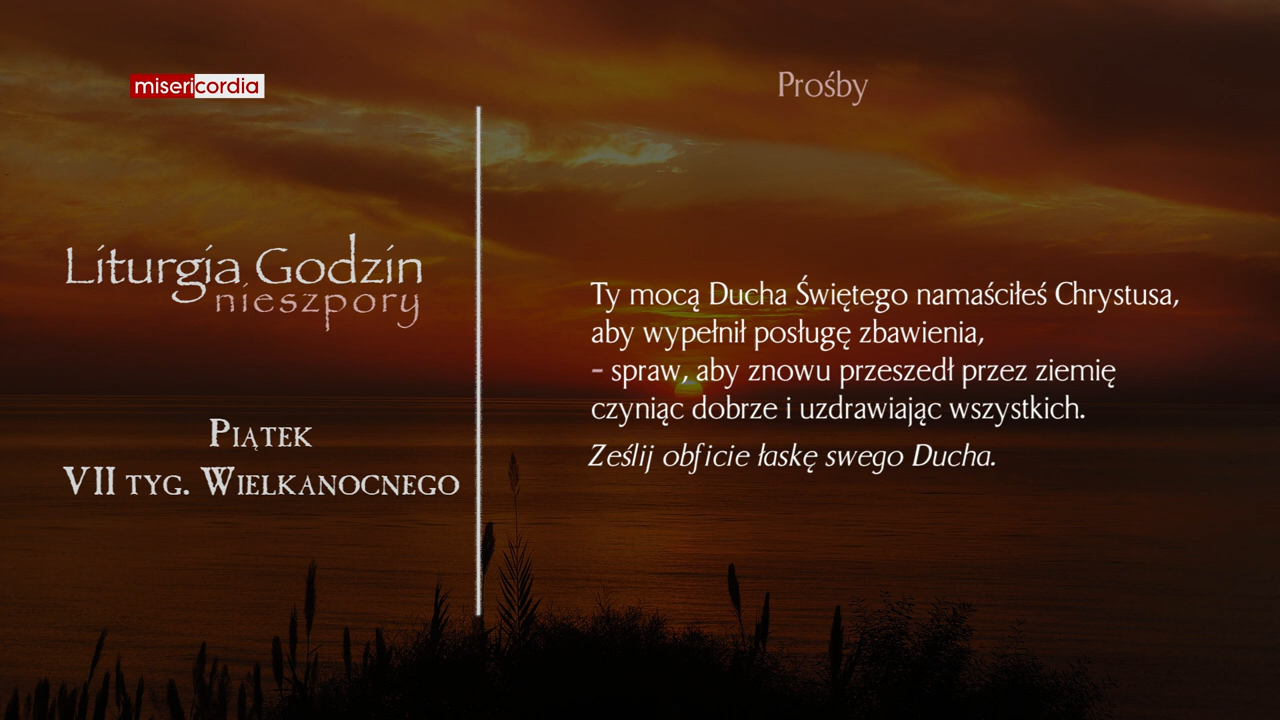 misericordia
Prośby
Liturgia Godzin
nieszpory
Piątek
VII tyg. Wielkanocnego
Ty mocą Ducha Świętego namaściłeś Chrystusa,
aby wypełnił posługę zbawienia,
- spraw, aby znowu przeszedł przez ziemię
czyniąc dobrze i uzdrawiając wszystkich.
Ześlij obficie łaskę swego Ducha.